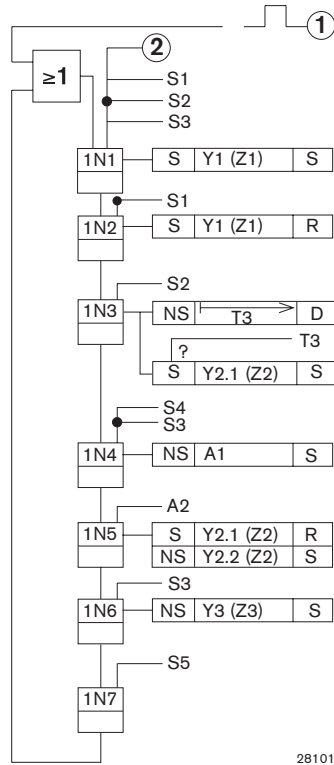 1
2
≥1
S1
S2
S3
1N1 S Y1 (Z1) S
S1
1N2 S Y1 (Z1) R
S2
1N3 NS T3 D
T3
?
S Y2.1 (Z2) S
S4
S3
1N4 NS A1 S
A2
1N5 S Y2.1 (Z2) R
NS Y2.2 (Z2) S
S3
1N6 NS Y3 (Z3) S
S5
1N7
28101